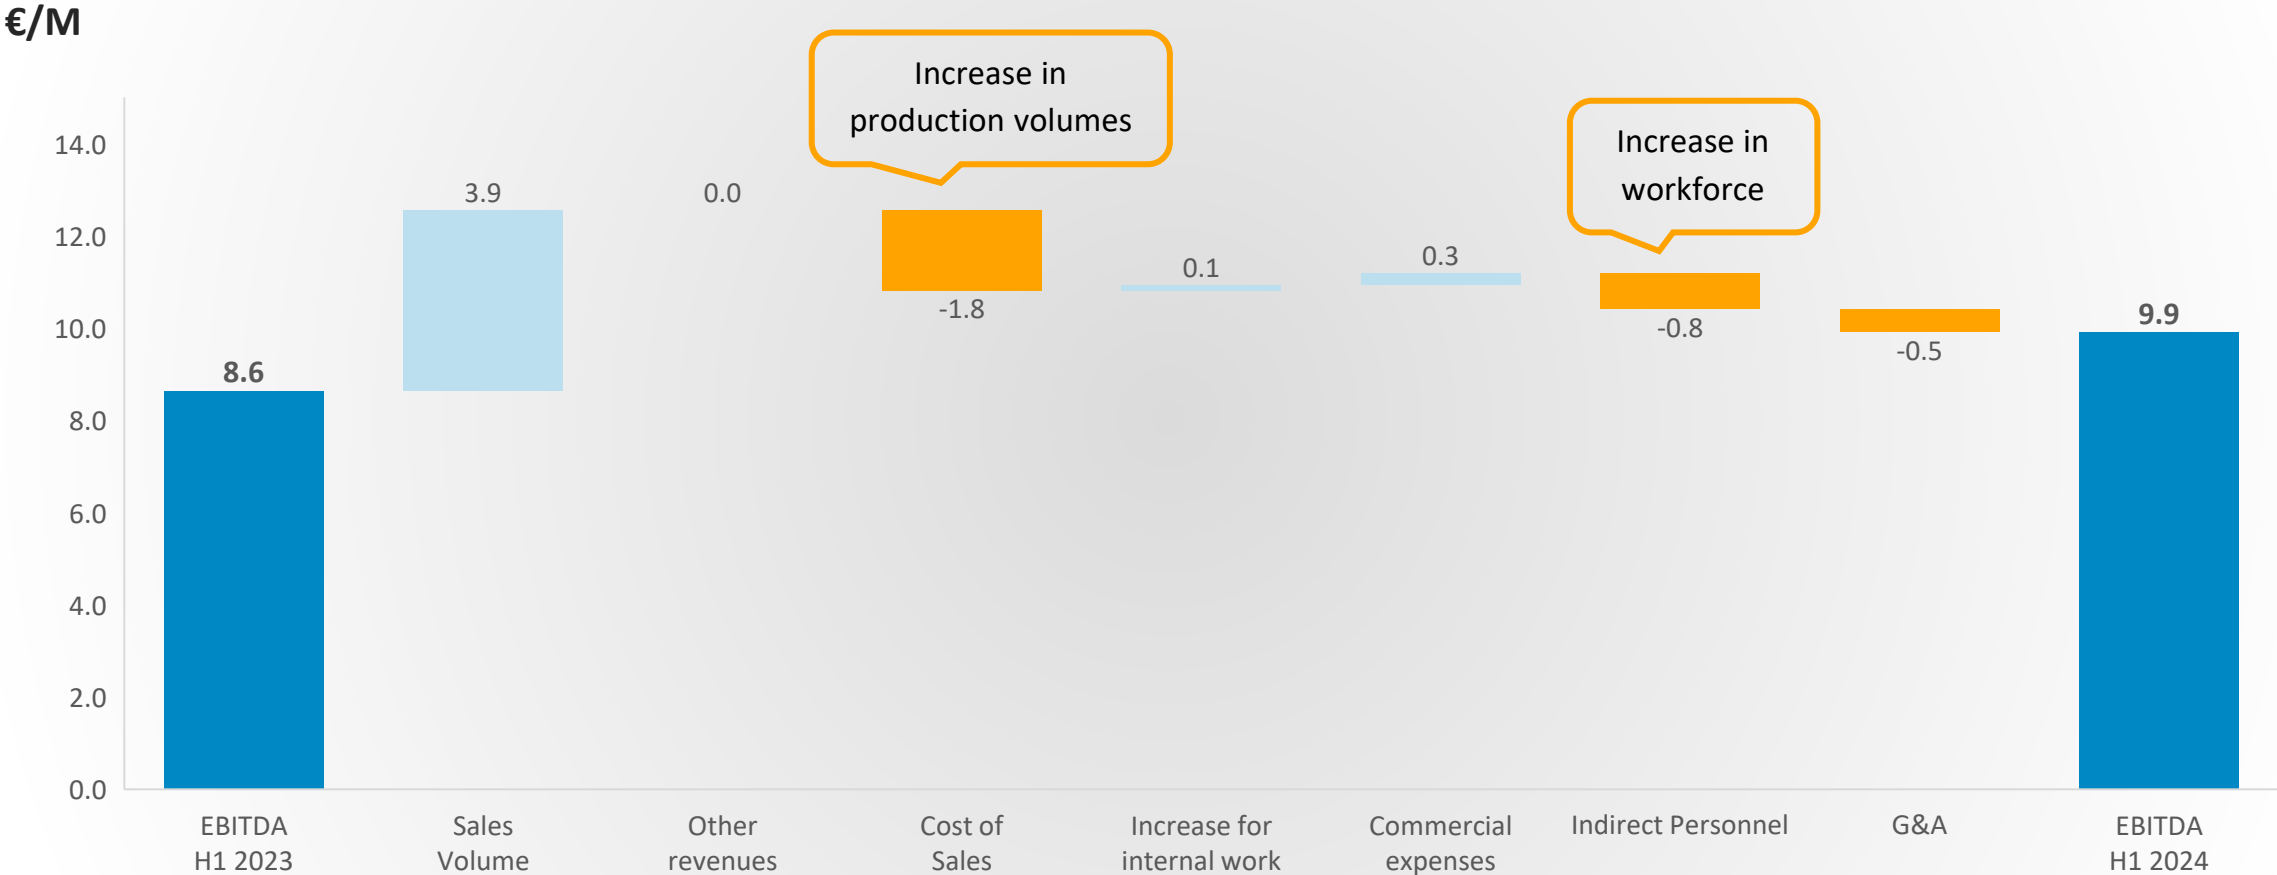 €/M
Increase in
production volumes
Increase in
workforce
14.0
12.0
10.0
8.0
6.0
4.0
2.0
0.0
8.6
3.9
0.0
-1.8
0.1
0.3
-0.8
-0.5
9.9
EBITDA
H1 2023
Sales
Volume
Other
revenues
Cost of
Sales
Increase for
internal work
Commercial
expenses
Indirect Personnel
G&A
EBITDA
H1 2024